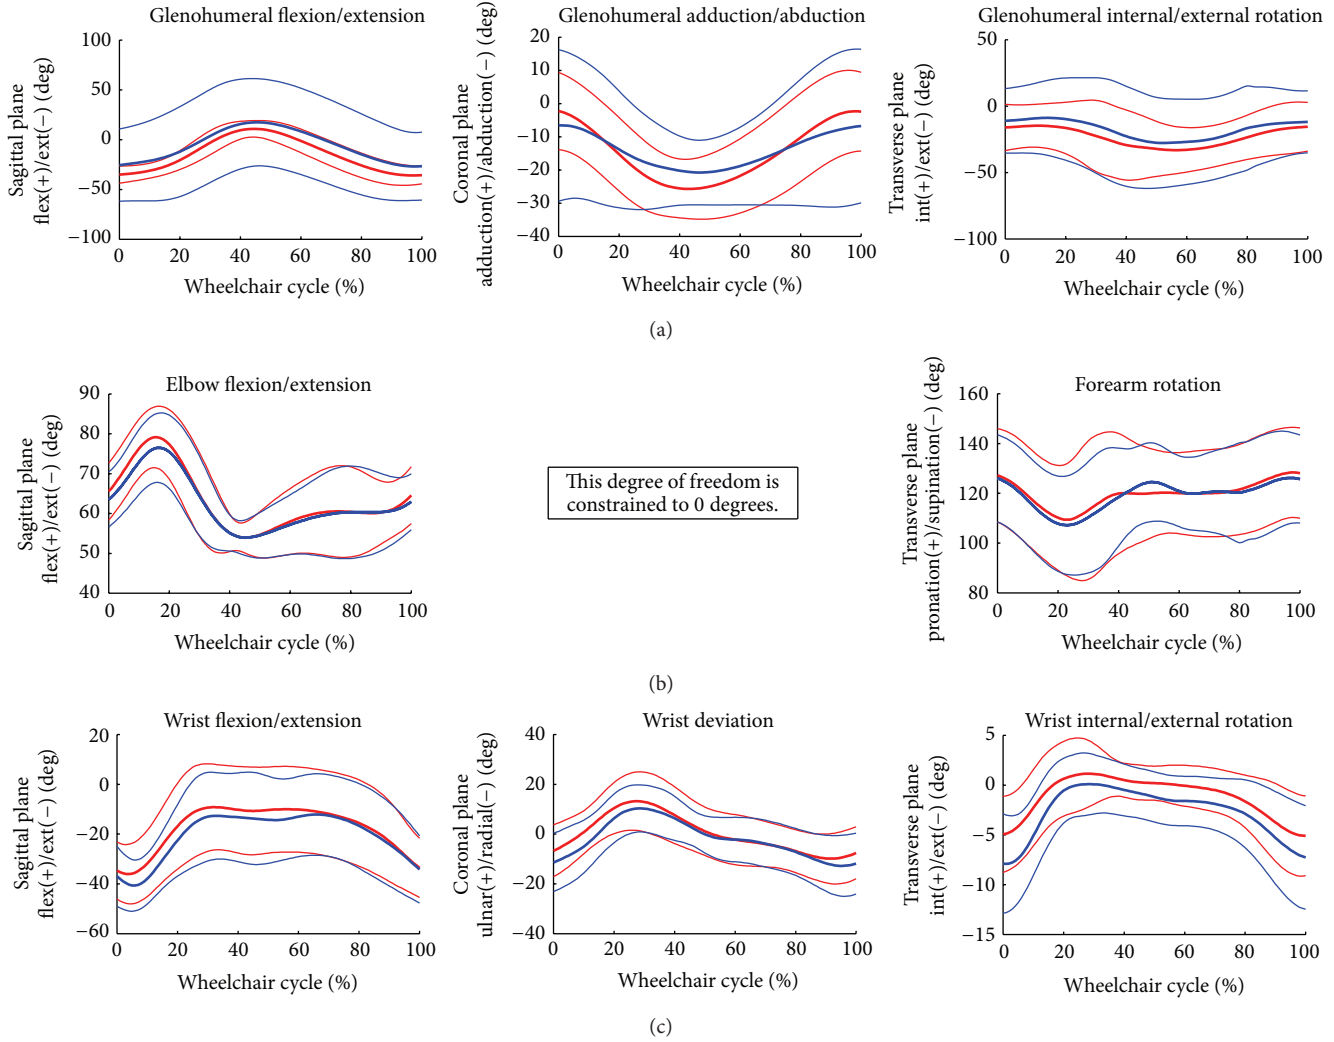 Glenohumeral flexion/extension
Sagittal plane
flex(+)/ext(−) (deg)
100
50
0
−50
−100
0 20 40 60 80 100
Wheelchair cycle (%)
Glenohumeral adduction/abduction
Coronal plane
adduction(+)/abduction(−) (deg)
20
10
0
−10
−20
−30
−40
0 20 40 60 80 100
Wheelchair cycle (%)
Glenohumeral internal/external rotation
Transverse plane
int(+)/ext(−) (deg)
50
0
−50
−100
0 20 40 60 80 100
Wheelchair cycle (%)
(a)
Elbow flexion/extension
Sagittal plane
flex(+)/ext(−) (deg)
90
80
70
60
50
40
0 20 40 60 80 100
Wheelchair cycle (%)
This degree of freedom is
constrained to 0 degrees.
Forearm rotation
Transverse plane
pronation(+)/supination(−) (deg)
160
140
120
100
80
0 20 40 60 80 100
Wheelchair cycle (%)
(b)
Wrist flexion/extension
Sagittal plane
flex(+)/ext(−) (deg)
20
0
−20
−40
−60
0 20 40 60 80 100
Wheelchair cycle (%)
Wrist deviation
Coronal plane
ulnar(+)/radial(−) (deg)
40
20
0
−20
−40
0 20 40 60 80 100
Wheelchair cycle (%)
Wrist internal/external rotation
Transverse plane
int(+)/ext(−) (deg)
5
0
−5
−10
−15
0 20 40 60 80 100
Wheelchair cycle (%)
(c)